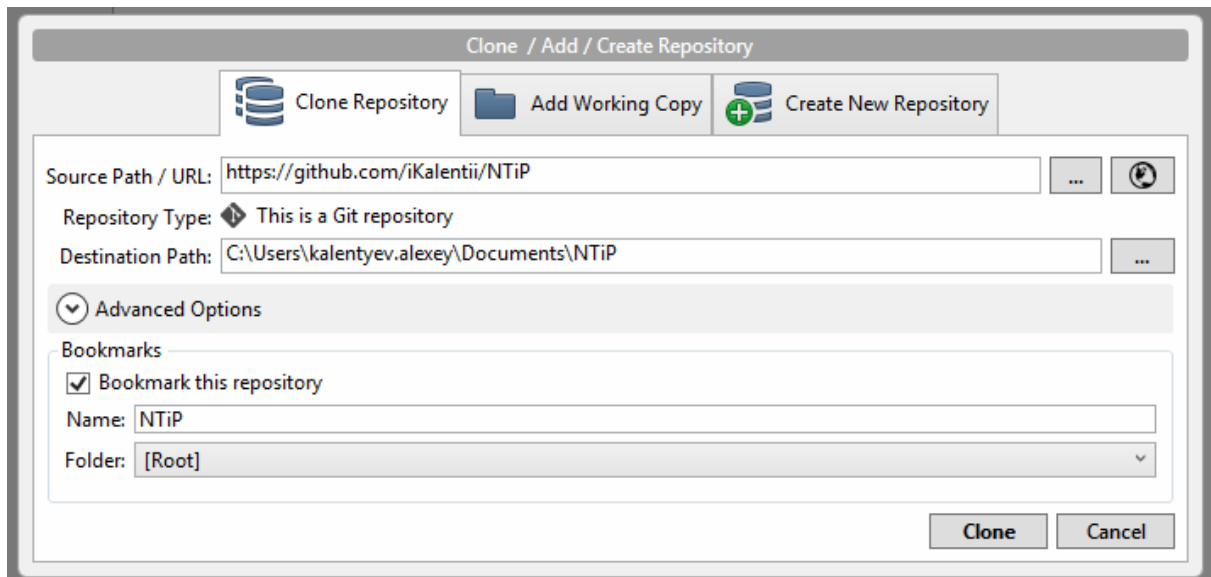 Clone / Add / Create Repository
Clone Repository Add Working Copy Create New Repository
Source Path / URL: https://github.com/iKalentii/NTiP ...
Repository Type: This is a Git repository
Destination Path: C:\Users\kalentyev.alexey\Documents\NTiP ...
Advanced Options
Bookmarks
Bookmark this repository
Name: NTiP
Folder: [Root]
Clone Cancel